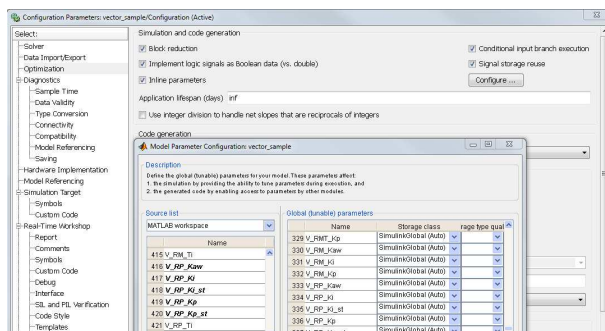 Configuration Parameters: vector_sample/Configuration (Active)
Select:
Solver
Data Import/Export
Optimization
Diagnostics
Sample Time
Data Validity
Type Conversion
Connectivity
Compatibility
Model Referencing
Saving
Hardware Implementation
Model Referencing
Simulation Target
Symbols
Custom Code
Real-Time Workshop
Report
Comments
Symbols
Custom Code
Debug
Interface
SIL and PIL Verification
Code Style
Templates
Simulation and code generation
Block reduction
Conditional input branch execution
Implement logic signals as Boolean data (vs. double)
Signal storage reuse
Inline parameters
Configure ...
Application lifespan (days) inf
Use integer division to handle net slopes that are reciprocals of integers
Code generation
Model Parameter Configuration: vector_sample
Description
Define the global (tunable) parameters for your model. These parameters affect:
1. the simulation by providing the ability to tune parameters during execution, and
2. the generated code by enabling access to parameters by other modules.
Source list
MATLAB workspace
Name
415 V_RM_Ti
416 V_RP_Kaw
417 V_RP_Ki
418 V_RP_Ki_st
419 V_RP_Kp
420 V_RP_Kp_st
421 V_RP_Ti
Global (tunable) parameters
Name Storage class rage type qual
329 V_RMT_Kp SimulinkGlobal (Auto)
330 V_RM_Kaw SimulinkGlobal (Auto)
331 V_RM_Ki SimulinkGlobal (Auto)
332 V_RM_Kp SimulinkGlobal (Auto)
333 V_RP_Kaw SimulinkGlobal (Auto)
334 V_RP_Ki SimulinkGlobal (Auto)
335 V_RP_Ki_st SimulinkGlobal (Auto)
336 V_RP_Kp SimulinkGlobal (Auto)
SimulinkGlobal (Auto)